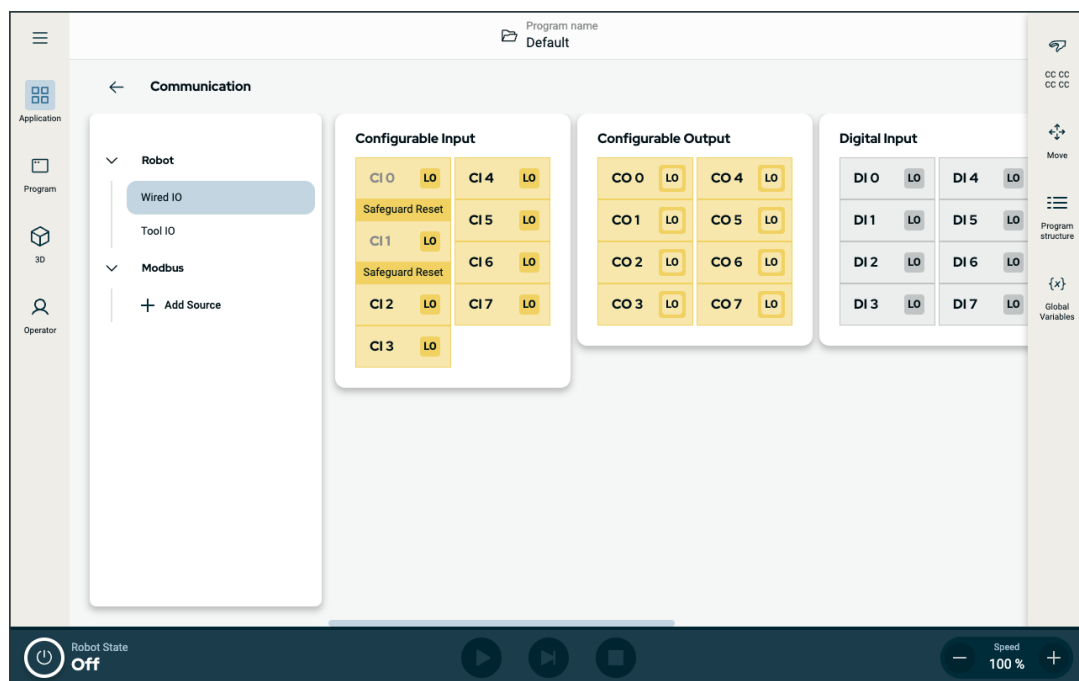 Program name
Default
Application
Program
3D
Operator
Communication
Robot
Wired IO
Tool IO
Modbus
Add Source
Configurable Input
CI 0 LO CI 4 LO
Safeguard Reset
CI 5 LO
CI 1 LO
CI 6 LO
Safeguard Reset
CI 2 LO CI 7 LO
CI 3 LO
Configurable Output
CO 0 LO CO 4 LO
CO 1 LO CO 5 LO
CO 2 LO CO 6 LO
CO 3 LO CO 7 LO
Digital Input
DI 0 LO DI 4 LO
DI 1 LO DI 5 LO
DI 2 LO DI 6 LO
DI 3 LO DI 7 LO
CC CC
CC CC
Move
Program
structure
{x}
Global
Variables
Robot State
Off
Speed
100 %